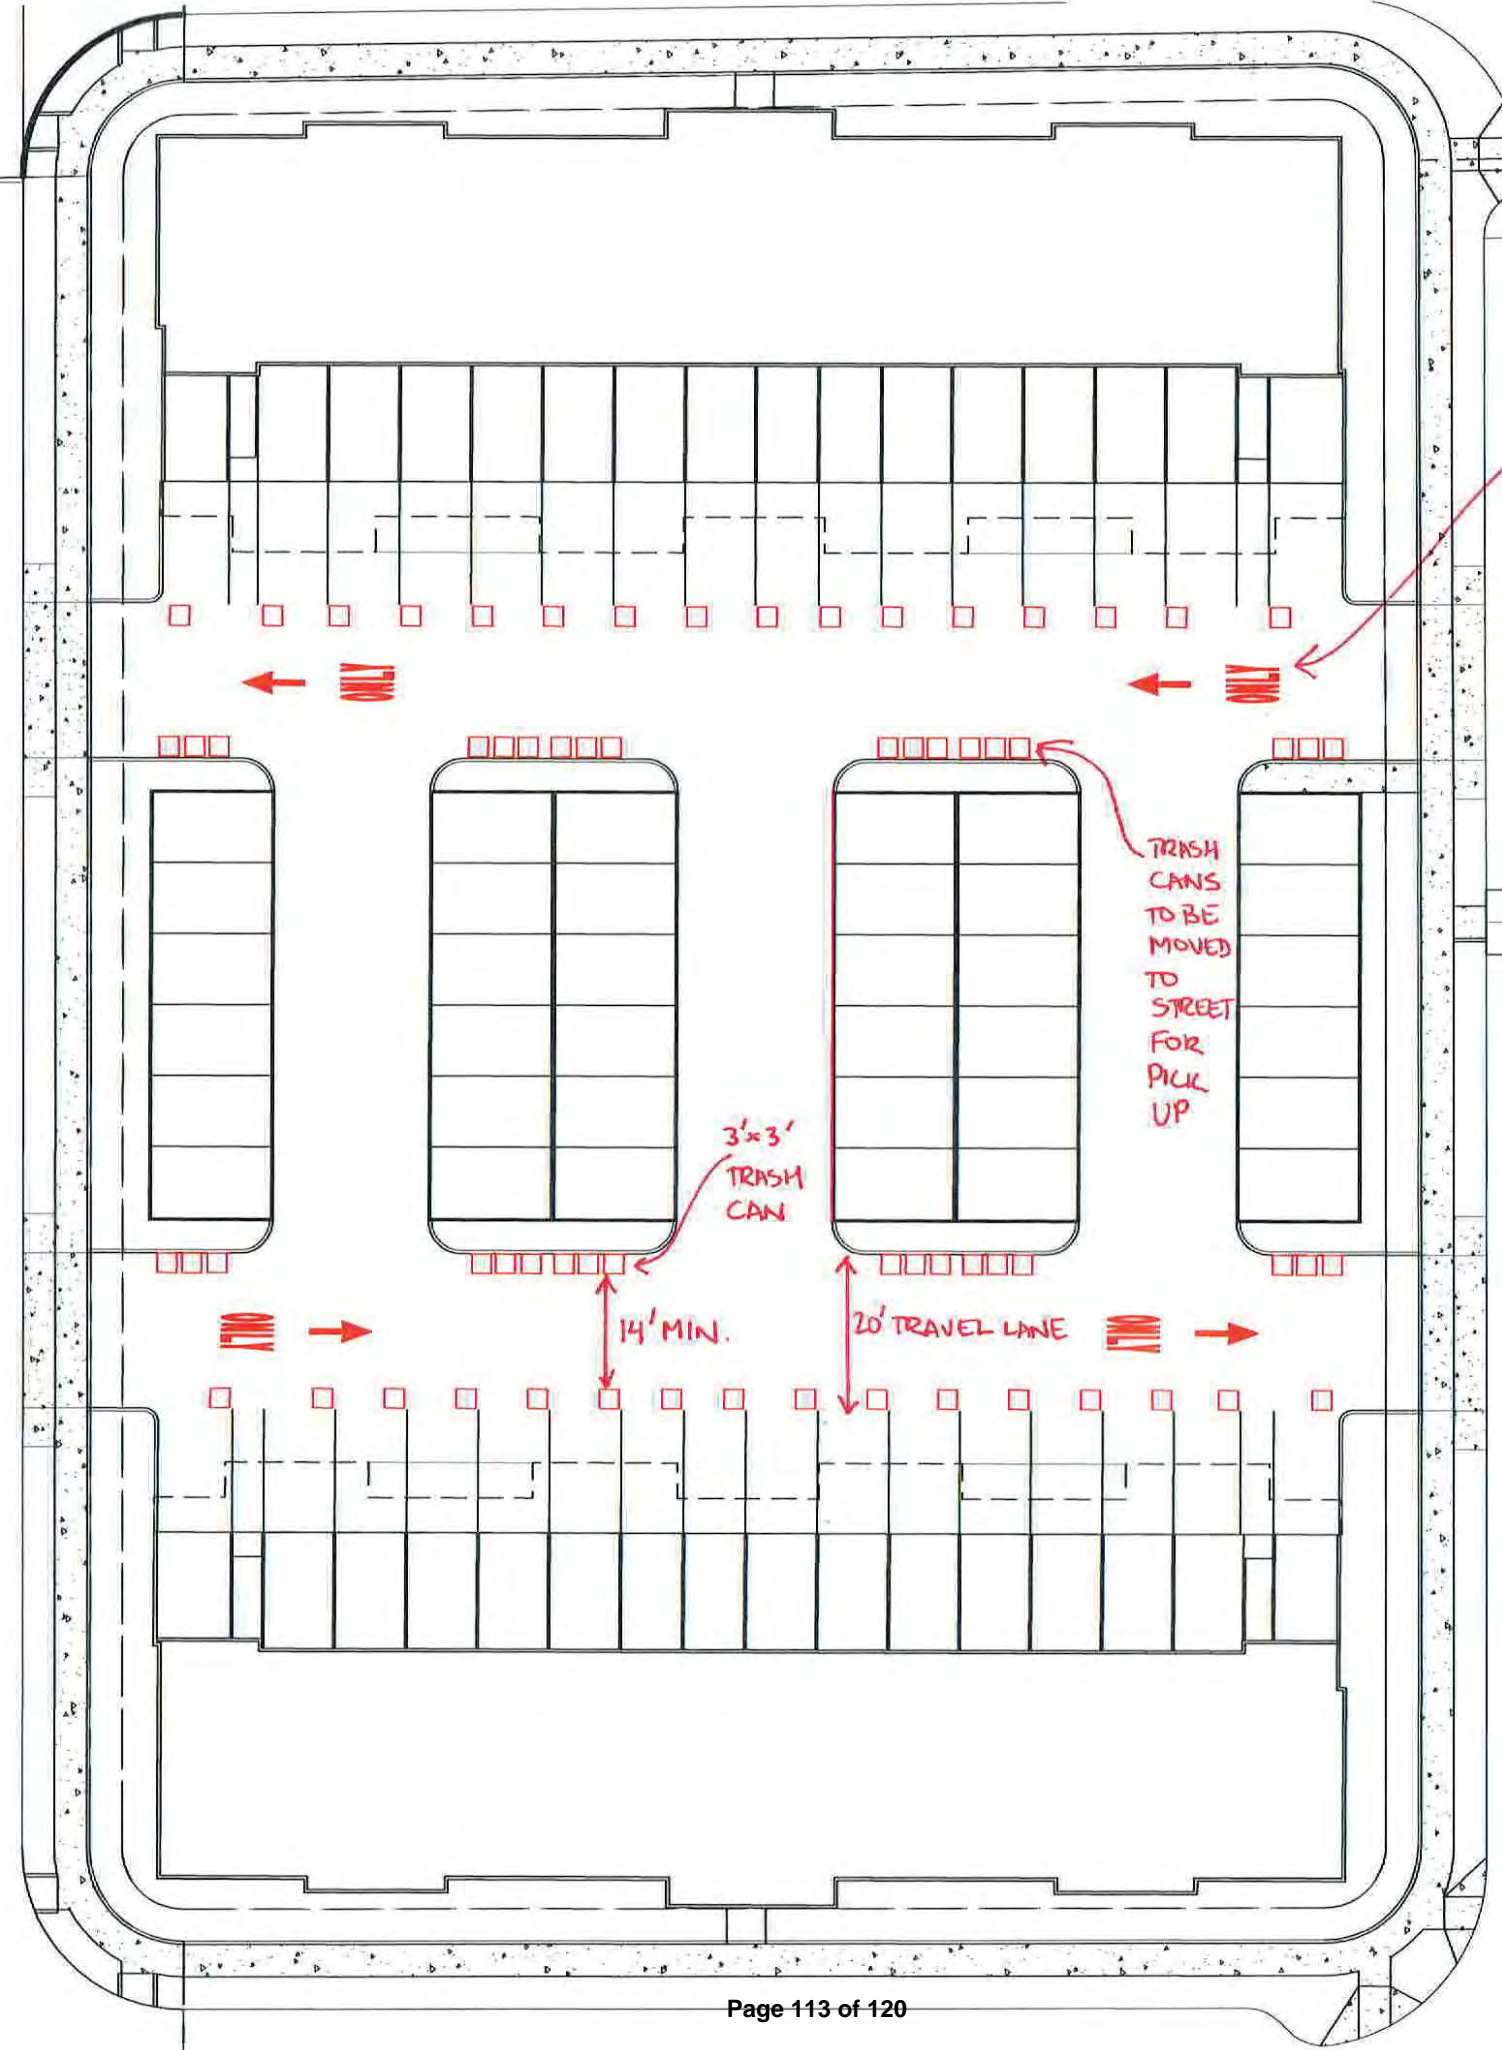 ONLY
ONLY
TRASH
CANS
TO BE
MOVED
TO
STREET
FOR
PICK
UP
3'x3'
TRASH
CAN
14' MIN.
20' TRAVEL LANE
ONLY
ONLY
Page 113 of 120